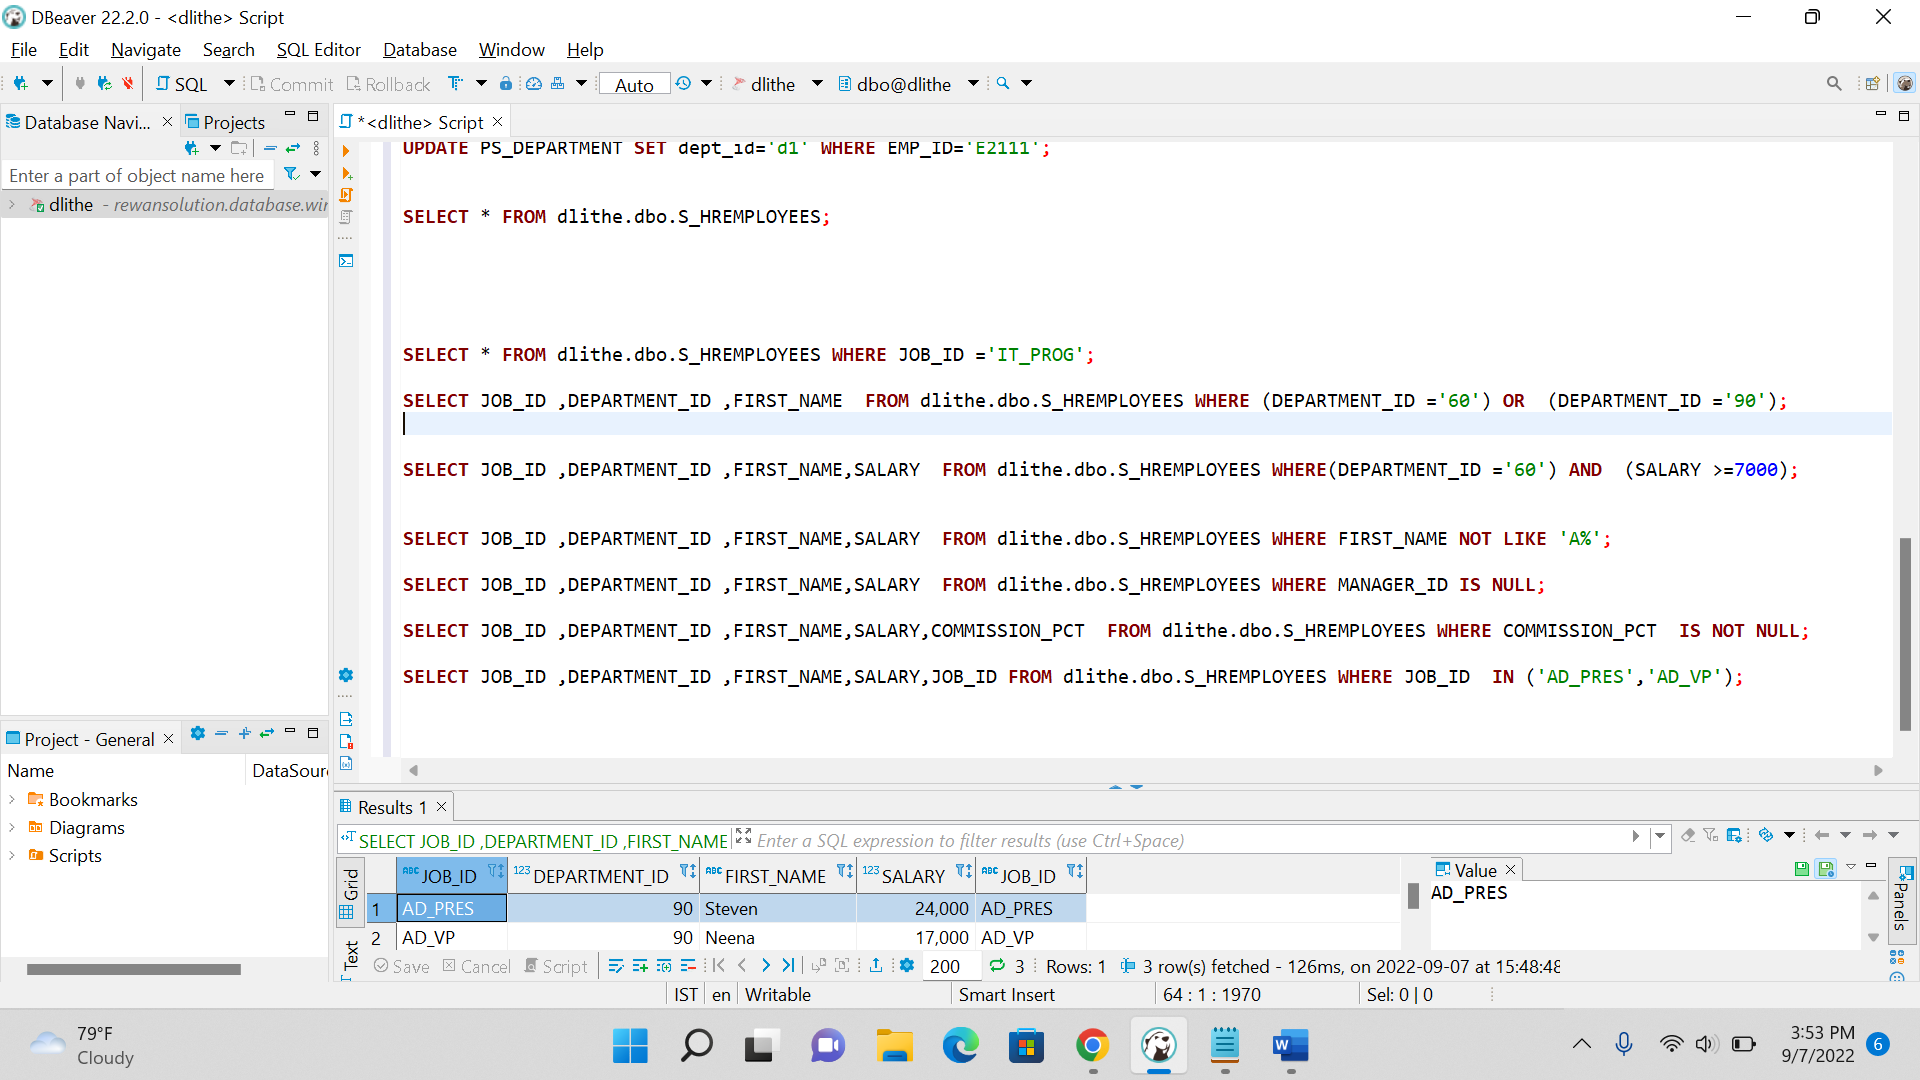 DBeaver 22.2.0 - <dlithe> Script
File Edit Navigate Search SQL Editor Database Window Help
SQL Commit Rollback Auto dlithe dbo@dlithe
Database Navi... Projects
*<dlithe> Script
Enter a part of object name here
dlithe - rewansolution.database.wir
UPDATE PS_DEPARTMENT SET dept_id='d1' WHERE EMP_ID='E2111';
SELECT * FROM dlithe.dbo.S_HREMPLOYEES;
SELECT * FROM dlithe.dbo.S_HREMPLOYEES WHERE JOB_ID ='IT_PROG';
SELECT JOB_ID ,DEPARTMENT_ID ,FIRST_NAME  FROM dlithe.dbo.S_HREMPLOYEES WHERE (DEPARTMENT_ID ='60') OR  (DEPARTMENT_ID ='90');
SELECT JOB_ID ,DEPARTMENT_ID ,FIRST_NAME,SALARY  FROM dlithe.dbo.S_HREMPLOYEES WHERE(DEPARTMENT_ID ='60') AND  (SALARY >=7000);
SELECT JOB_ID ,DEPARTMENT_ID ,FIRST_NAME,SALARY  FROM dlithe.dbo.S_HREMPLOYEES WHERE FIRST_NAME NOT LIKE 'A%';
SELECT JOB_ID ,DEPARTMENT_ID ,FIRST_NAME,SALARY  FROM dlithe.dbo.S_HREMPLOYEES WHERE MANAGER_ID IS NULL;
SELECT JOB_ID ,DEPARTMENT_ID ,FIRST_NAME,SALARY,COMMISSION_PCT  FROM dlithe.dbo.S_HREMPLOYEES WHERE COMMISSION_PCT  IS NOT NULL;
SELECT JOB_ID ,DEPARTMENT_ID ,FIRST_NAME,SALARY,JOB_ID FROM dlithe.dbo.S_HREMPLOYEES WHERE JOB_ID  IN ('AD_PRES','AD_VP');
Project - General
Name DataSour
Bookmarks
Diagrams
Scripts
Results 1
SELECT JOB_ID ,DEPARTMENT_ID ,FIRST_NAME Enter a SQL expression to filter results (use Ctrl+Space)
Grid
Text
ABC JOB_ID 123 DEPARTMENT_ID ABC FIRST_NAME 123 SALARY ABC JOB_ID
1 AD_PRES 90 Steven 24,000 AD_PRES
2 AD_VP 90 Neena 17,000 AD_VP
Value
AD_PRES
Panels
Save Cancel Script 200 3 Rows: 1 3 row(s) fetched - 126ms, on 2022-09-07 at 15:48:48
IST en Writable Smart Insert 64 : 1 : 1970 Sel: 0 | 0
79°F
Cloudy
3:53 PM
9/7/2022
6